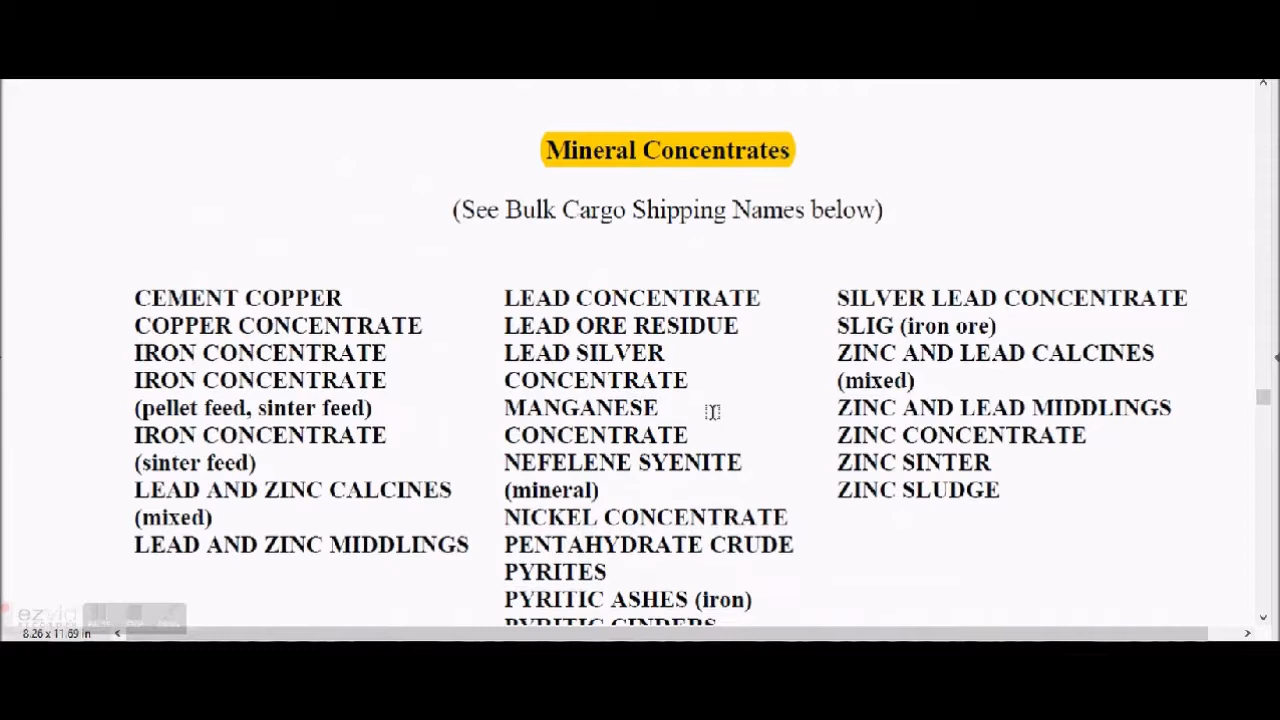 Mineral Concentrates
(See Bulk Cargo Shipping Names below)
CEMENT COPPER
COPPER CONCENTRATE
IRON CONCENTRATE
IRON CONCENTRATE
(pellet feed, sinter feed)
IRON CONCENTRATE
(sinter feed)
LEAD AND ZINC CALCINES
(mixed)
LEAD AND ZINC MIDDLINGS
LEAD CONCENTRATE
LEAD ORE RESIDUE
LEAD SILVER
CONCENTRATE
MANGANESE
CONCENTRATE
NEFELENE SYENITE
(mineral)
NICKEL CONCENTRATE
PENTAHYDRATE CRUDE
PYRITES
PYRITIC ASHES (iron)
PYRITIC CINDERS
SILVER LEAD CONCENTRATE
SLIG (iron ore)
ZINC AND LEAD CALCINES
(mixed)
ZINC AND LEAD MIDDLINGS
ZINC CONCENTRATE
ZINC SINTER
ZINC SLUDGE
8.26 x 11.69 in